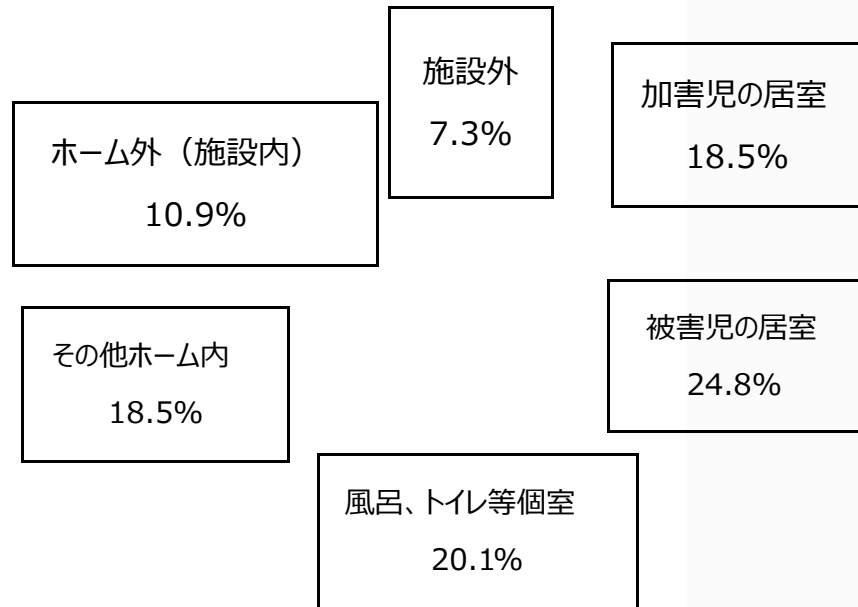 施設外
7.3%
加害児の居室
18.5%
ホーム外（施設内）
10.9%
被害児の居室
24.8%
その他ホーム内
18.5%
風呂、トイレ等個室
20.1%